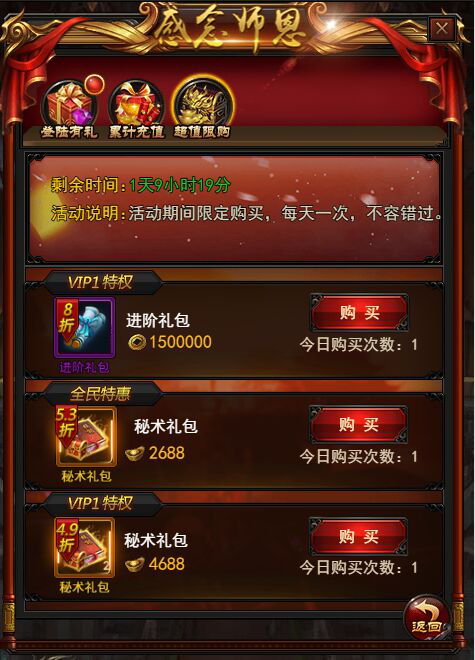 感念师恩
登陆有礼 累计充值 超值限购
剩余时间:1天9小时19分
活动说明:活动期间限定购买，每天一次，不容错过。
VIP1特权
8折
进阶礼包
1500000
进阶礼包
购买
今日购买次数：1
全民特惠
5.3折
秘术礼包
2688
秘术礼包
购买
今日购买次数：1
VIP1特权
4.9折
2
秘术礼包
4688
秘术礼包
购买
今日购买次数：1
返回